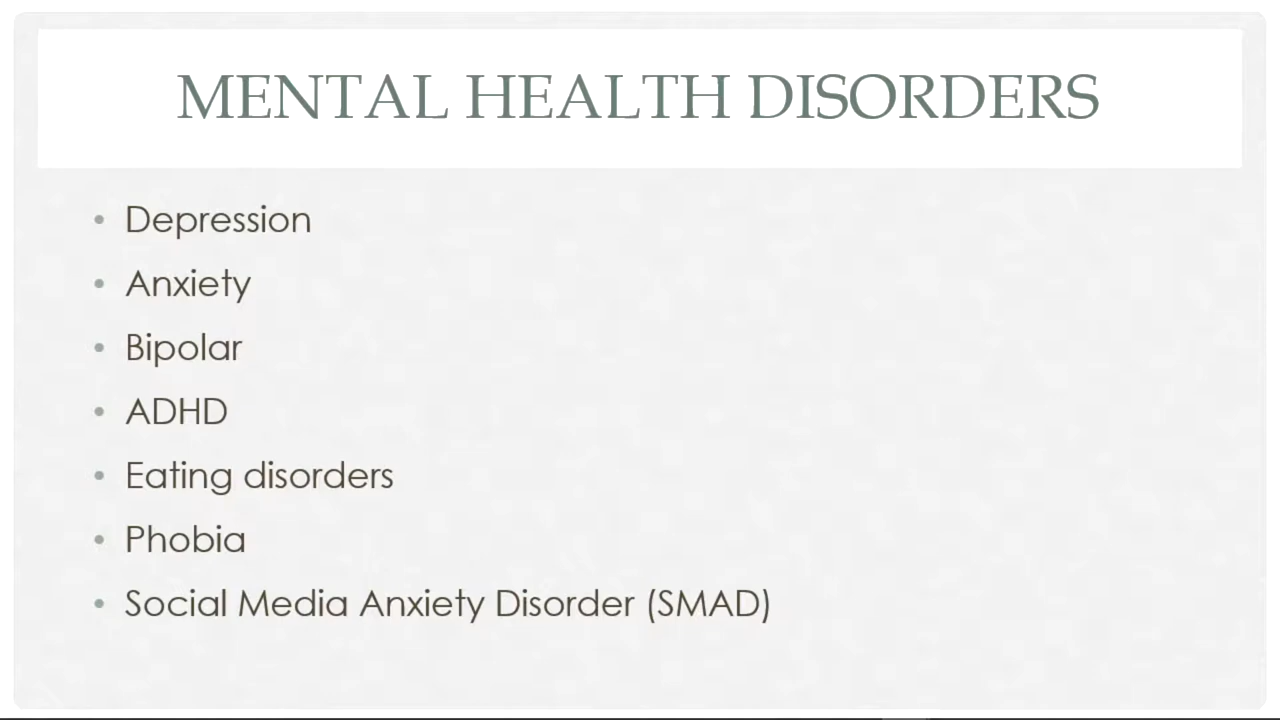 MENTAL HEALTH DISORDERS
• Depression
• Anxiety
• Bipolar
• ADHD
• Eating disorders
• Phobia
• Social Media Anxiety Disorder (SMAD)